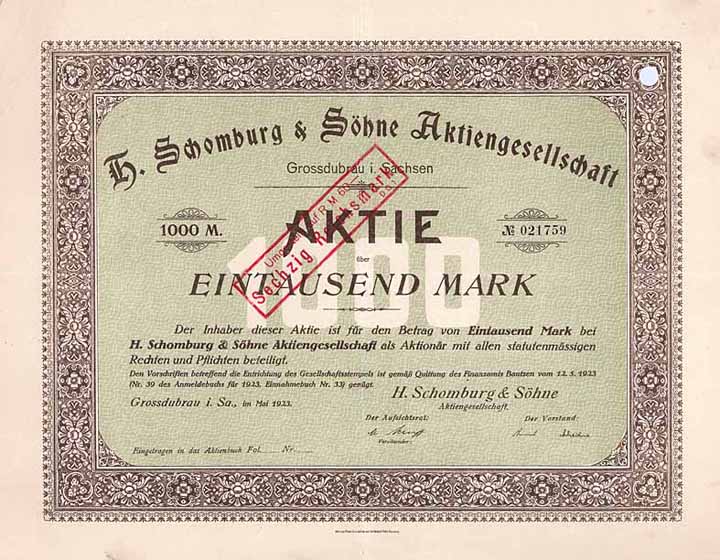 H. Schomburg & Söhne Aktiengesellschaft
Grossdubrau i. Sachsen
1000 M.
AKTIE
№ 021759
über
1000
EINTAUSEND MARK
auf R.M. 60.—
Sechzig Reichsmark
Der Inhaber dieser Aktie ist für den Betrag von Eintausend Mark bei
H. Schomburg & Söhne Aktiengesellschaft als Aktionär mit allen statutenmässigen
Rechten und Pflichten beteiligt.
Den Vorschriften betreffend die Entrichtung des Gesellschaftsstempels ist gemäß Quittung des Finanzamts Bautzen vom 12. 5. 1923
(Nr. 39 des Anmeldebuchs für 1923, Einnahmebuch Nr. 33) genügt.
Grossdubrau i. Sa., im Mai 1923.
H. Schomburg & Söhne
Aktiengesellschaft.
Der Aufsichtsrat:
Der Vorstand:
Vorsitzender.
Eingetragen in das Aktienbuch Fol. Nr.